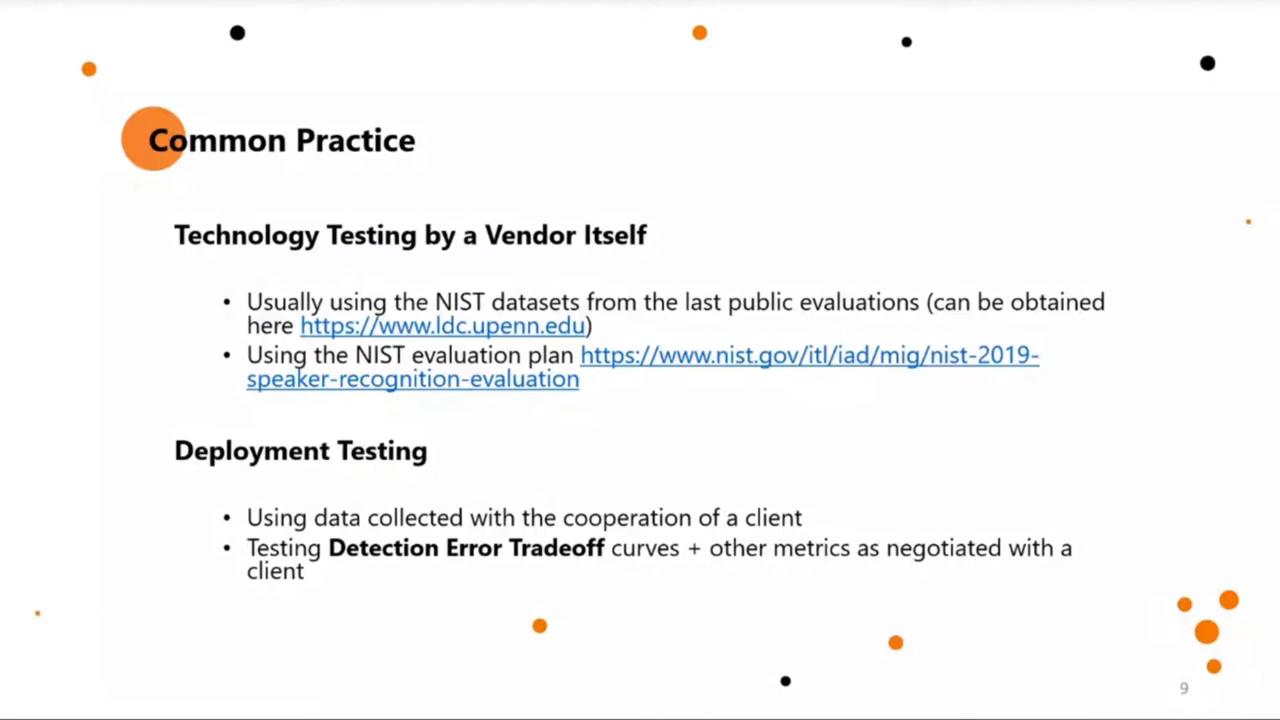 Common Practice
Technology Testing by a Vendor Itself
• Usually using the NIST datasets from the last public evaluations (can be obtained
here https://www.ldc.upenn.edu)
• Using the NIST evaluation plan https://www.nist.gov/itl/iad/mig/nist-2019-
speaker-recognition-evaluation
Deployment Testing
• Using data collected with the cooperation of a client
• Testing Detection Error Tradeoff curves + other metrics as negotiated with a
client
9